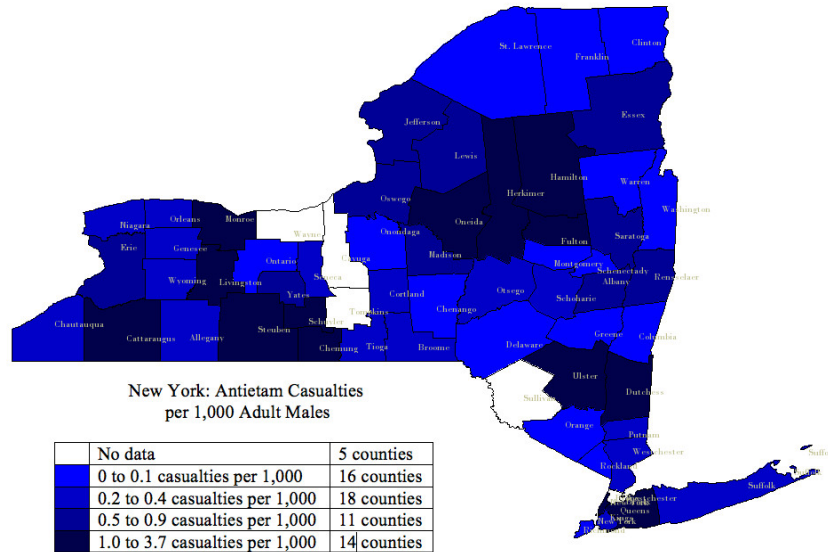 Clinton
St. Lawrence
Franklin
Essex
Jefferson
Lewis
Hamilton
Warren
Herkimer
Oswego
Washington
Oneida
Monroe
Orleans
Niagara
Wayne
Onondaga
Fulton
Saratoga
Erie
Genesee
Madison
Ontario
Cayuga
Montgomery
Seneca
Schenectady
Wyoming
Livingston
Yates
Albany
Rensselaer
Cortland
Otsego
Schoharie
Tompkins
Chenango
Chautauqua
Cattaraugus
Allegany
Steuben
Schuyler
Chemung
Tioga
Broome
Delaware
Greene
Columbia
Ulster
Sullivan
Dutchess
Orange
Putnam
Westchester
Rockland
Suffolk
Westchester
Queens
Kings
New York
Richmond
New York: Antietam Casualties
per 1,000 Adult Males
No data 5 counties
0 to 0.1 casualties per 1,000 16 counties
0.2 to 0.4 casualties per 1,000 18 counties
0.5 to 0.9 casualties per 1,000 11 counties
1.0 to 3.7 casualties per 1,000 14 counties